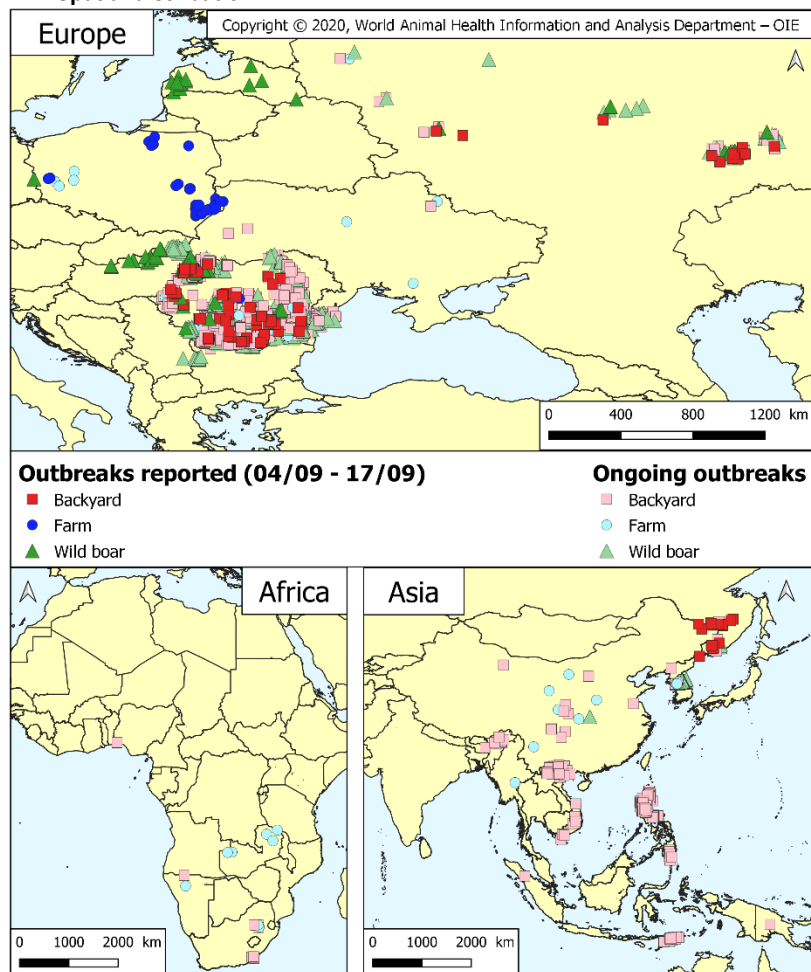 Europe
Copyright © 2020, World Animal Health Information and Analysis Department – OIE
0 400 800 1200 km
Outbreaks reported (04/09 - 17/09)
Backyard
Farm
Wild boar
Ongoing outbreaks
Backyard
Farm
Wild boar
Africa
0 1000 2000 km
Asia
0 1000 2000 km